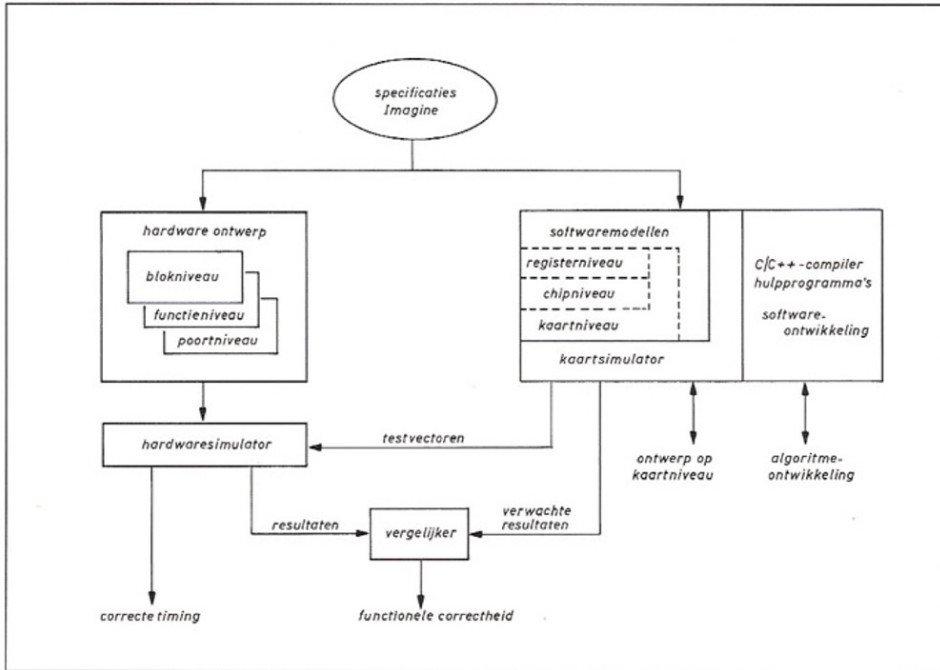 specificaties
Imagine
hardware ontwerp
blokniveau
functieniveau
poortniveau
softwaremodellen
registerniveau
chipniveau
kaartniveau
kaartsimulator
C/C++-compiler
hulpprogramma's
software-
ontwikkeling
hardwaresimulator
testvectoren
ontwerp op
kaartniveau
algoritme-
ontwikkeling
resultaten
vergelijker
verwachte
resultaten
correcte timing
functionele correctheid